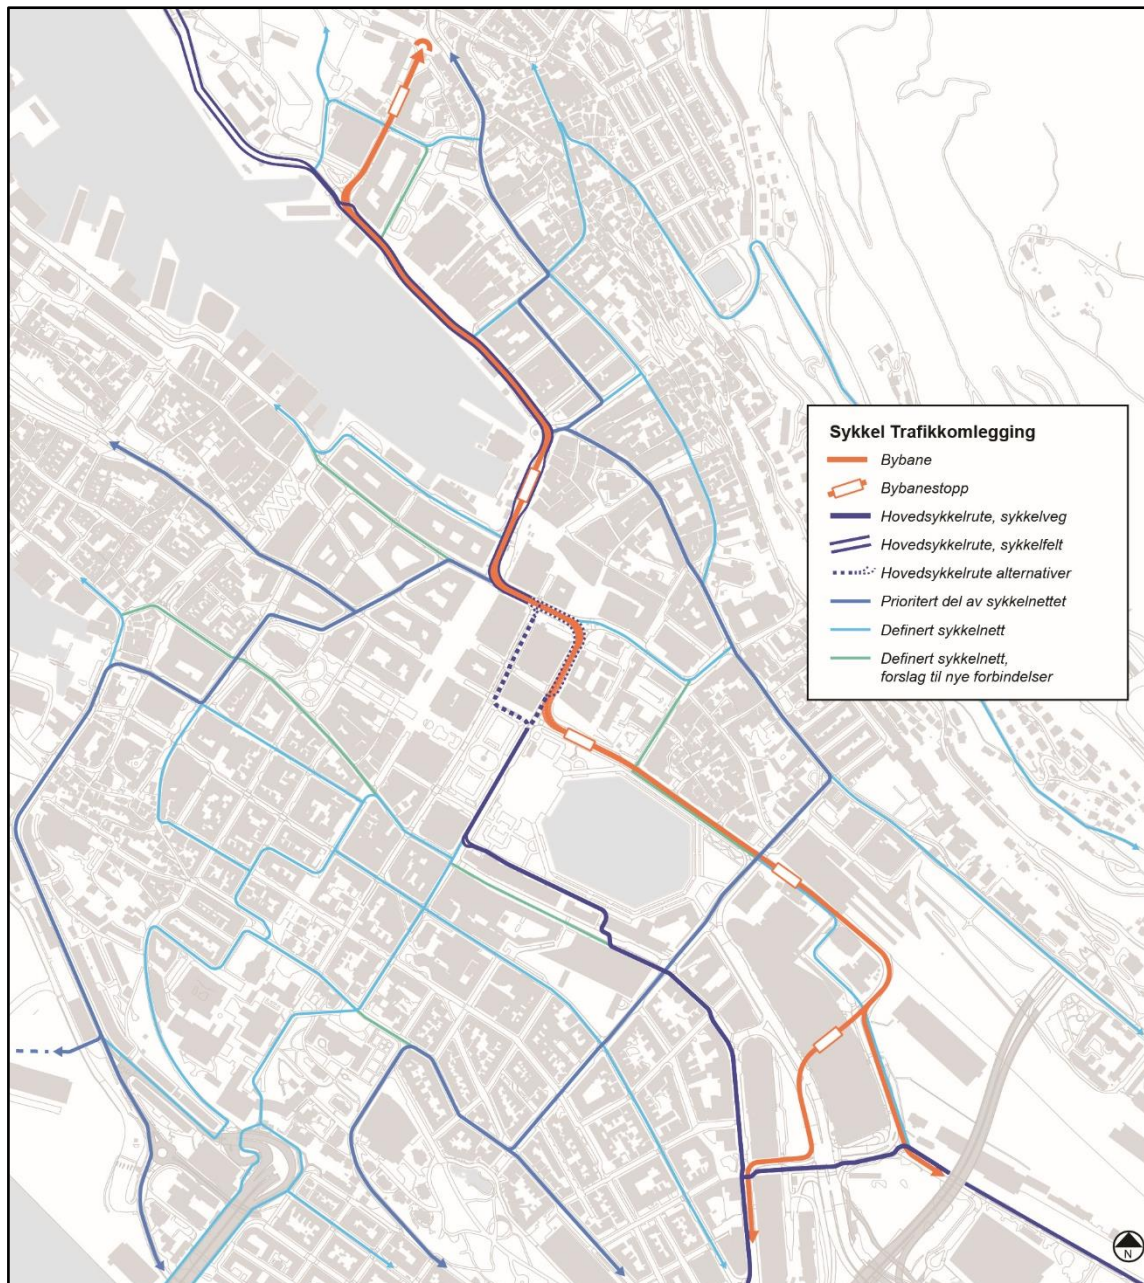 Sykkel Trafikkomlegging
Bybane
Bybanestopp
Hovedsykkelrute, sykkelveg
Hovedsykkelrute, sykkelfelt
Hovedsykkelrute alternativer
Prioritert del av sykkelnettet
Definert sykkelnett
Definert sykkelnett,
forslag til nye forbindelser
N